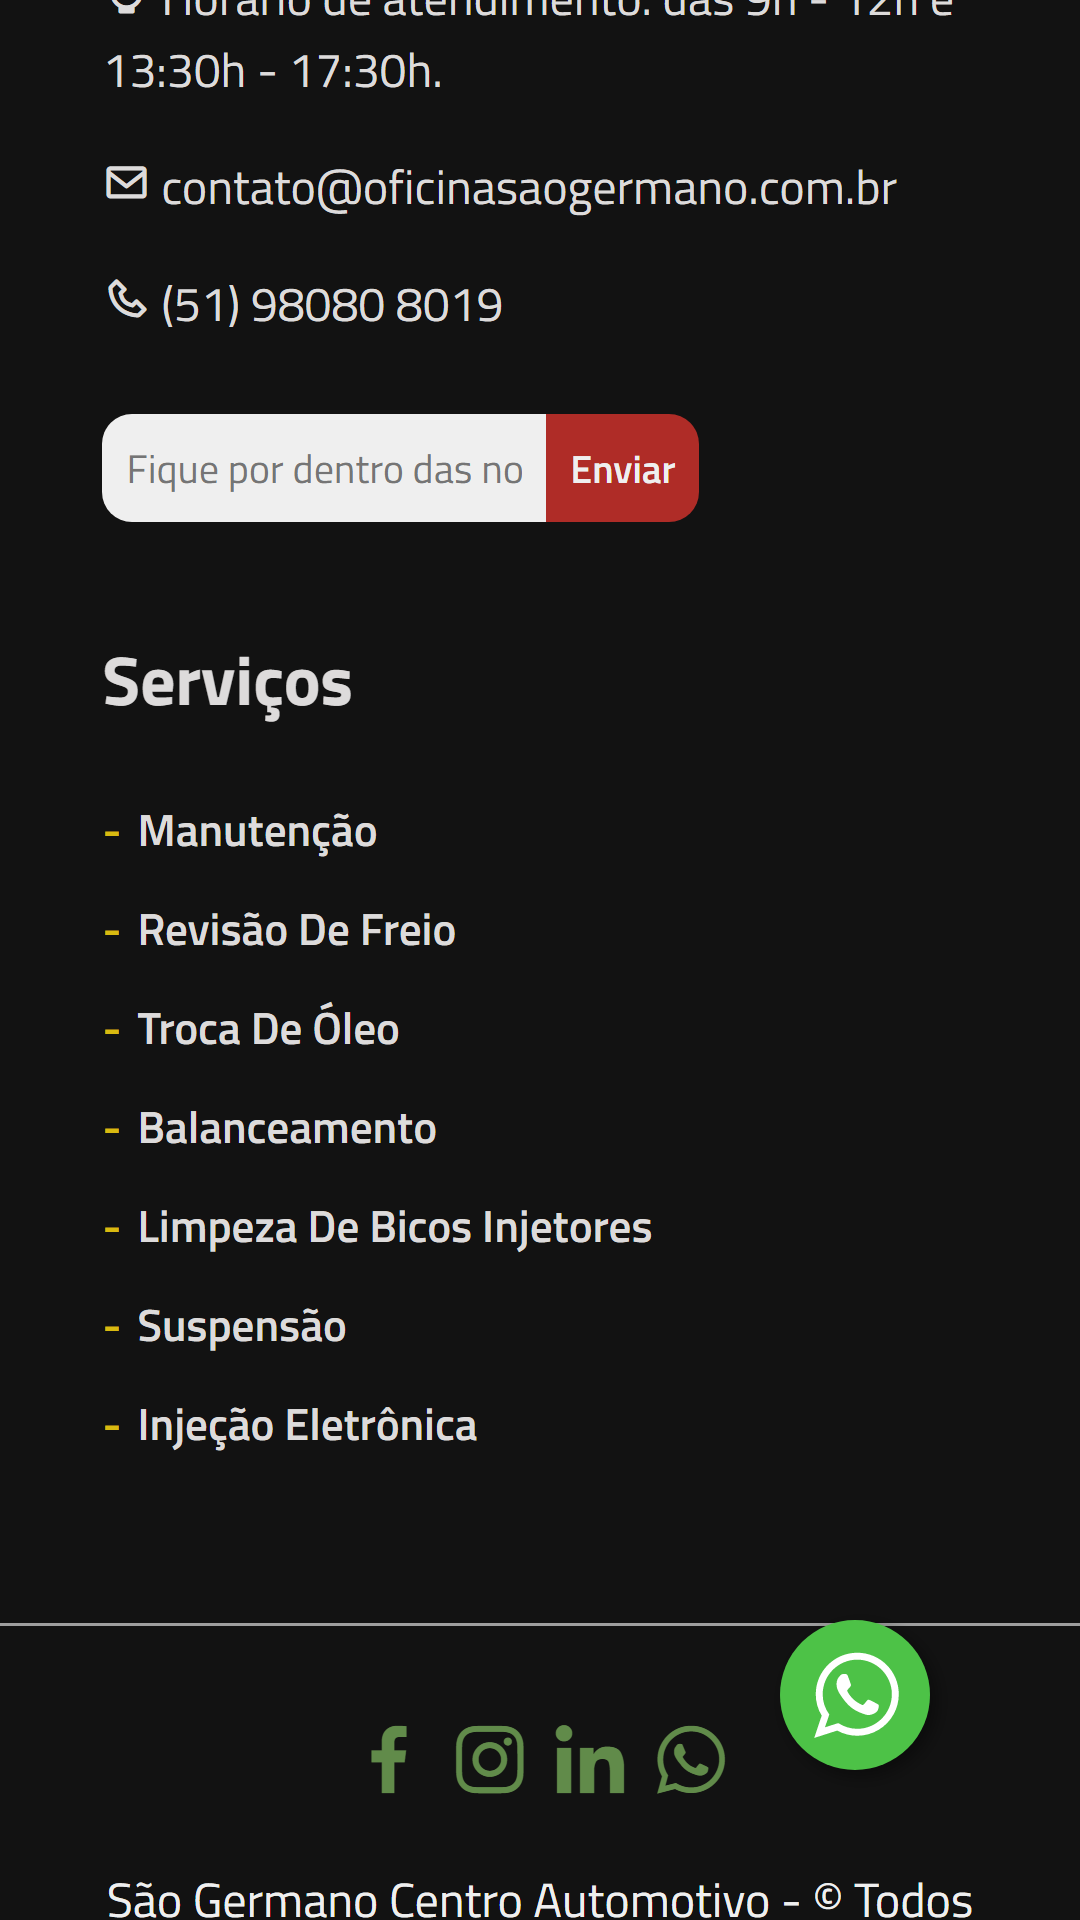 Horário de atendimento: das 9h - 12h e
13:30h - 17:30h.
contato@oficinasaogermano.com.br
(51) 98080 8019
Fique por dentro das no
Enviar
Serviços
- Manutenção
- Revisão De Freio
- Troca De Óleo
- Balanceamento
- Limpeza De Bicos Injetores
- Suspensão
- Injeção Eletrônica
São Germano Centro Automotivo - © Todos